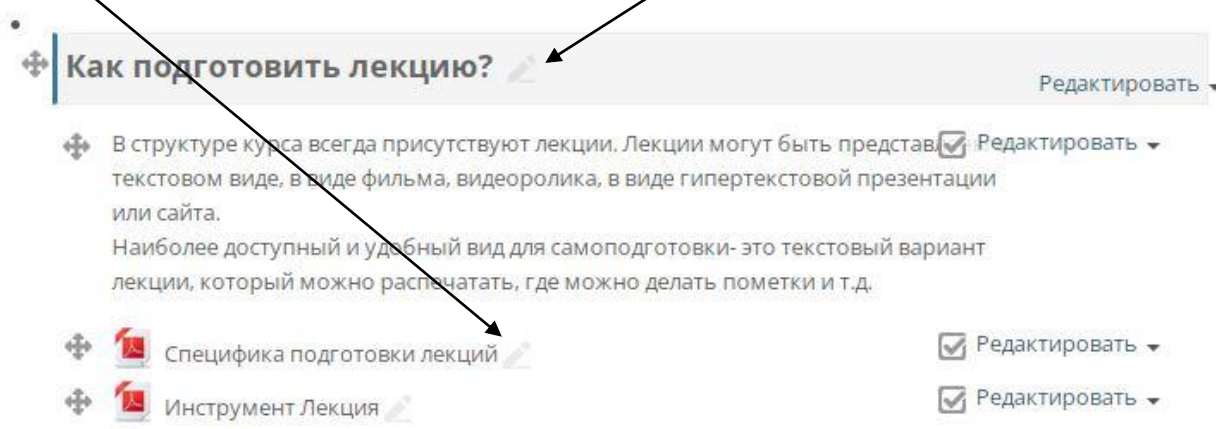 Как подготовить лекцию?
Редактировать
В структуре курса всегда присутствуют лекции. Лекции могут быть представл Редактировать
текстовом виде, в виде фильма, видеоролика, в виде гипертекстовой презентации
или сайта.
Наиболее доступный и удобный вид для самоподготовки- это текстовый вариант
лекции, который можно распечатать, где можно делать пометки и т.д.
Специфика подготовки лекций Редактировать
Инструмент Лекция Редактировать